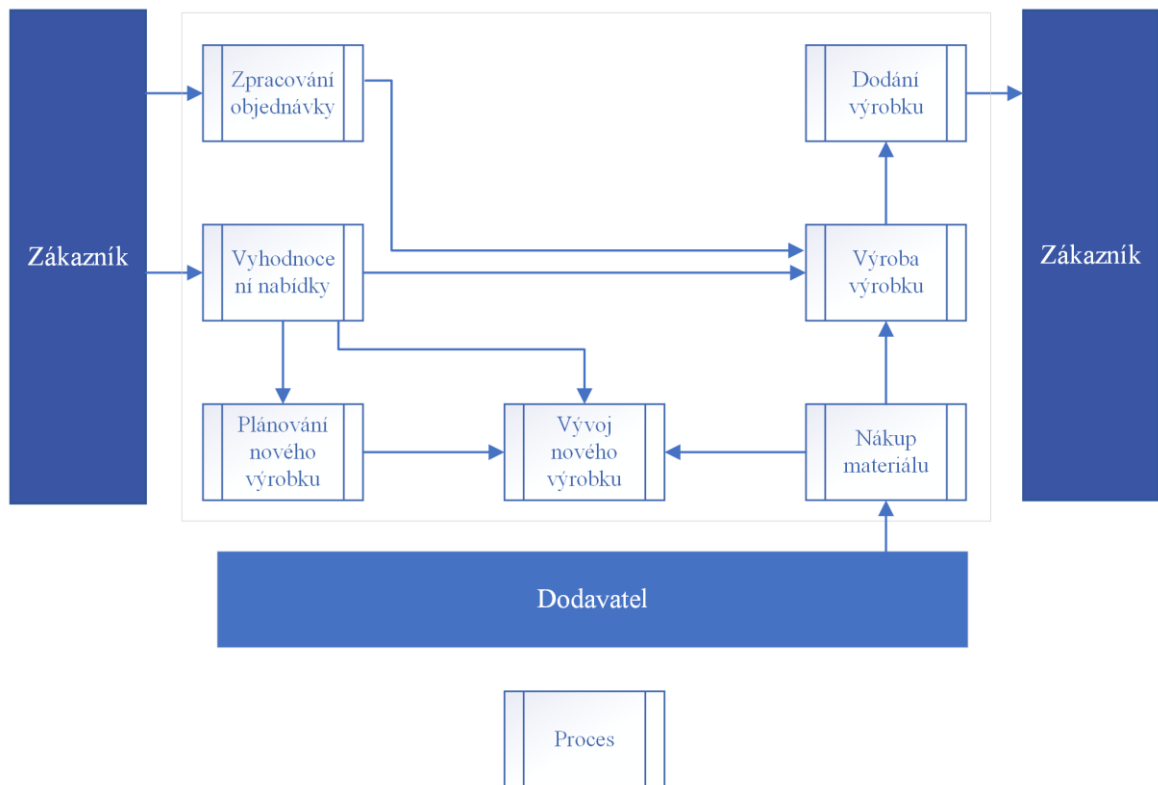 Zpracování
objednávky
Dodání
výrobku
Zákazník
Vyhodnoce
ní nabídky
Výroba
výrobku
Zákazník
Plánování
nového
výrobku
Vývoj
nového
výrobku
Nákup
materiálu
Dodavatel
Proces